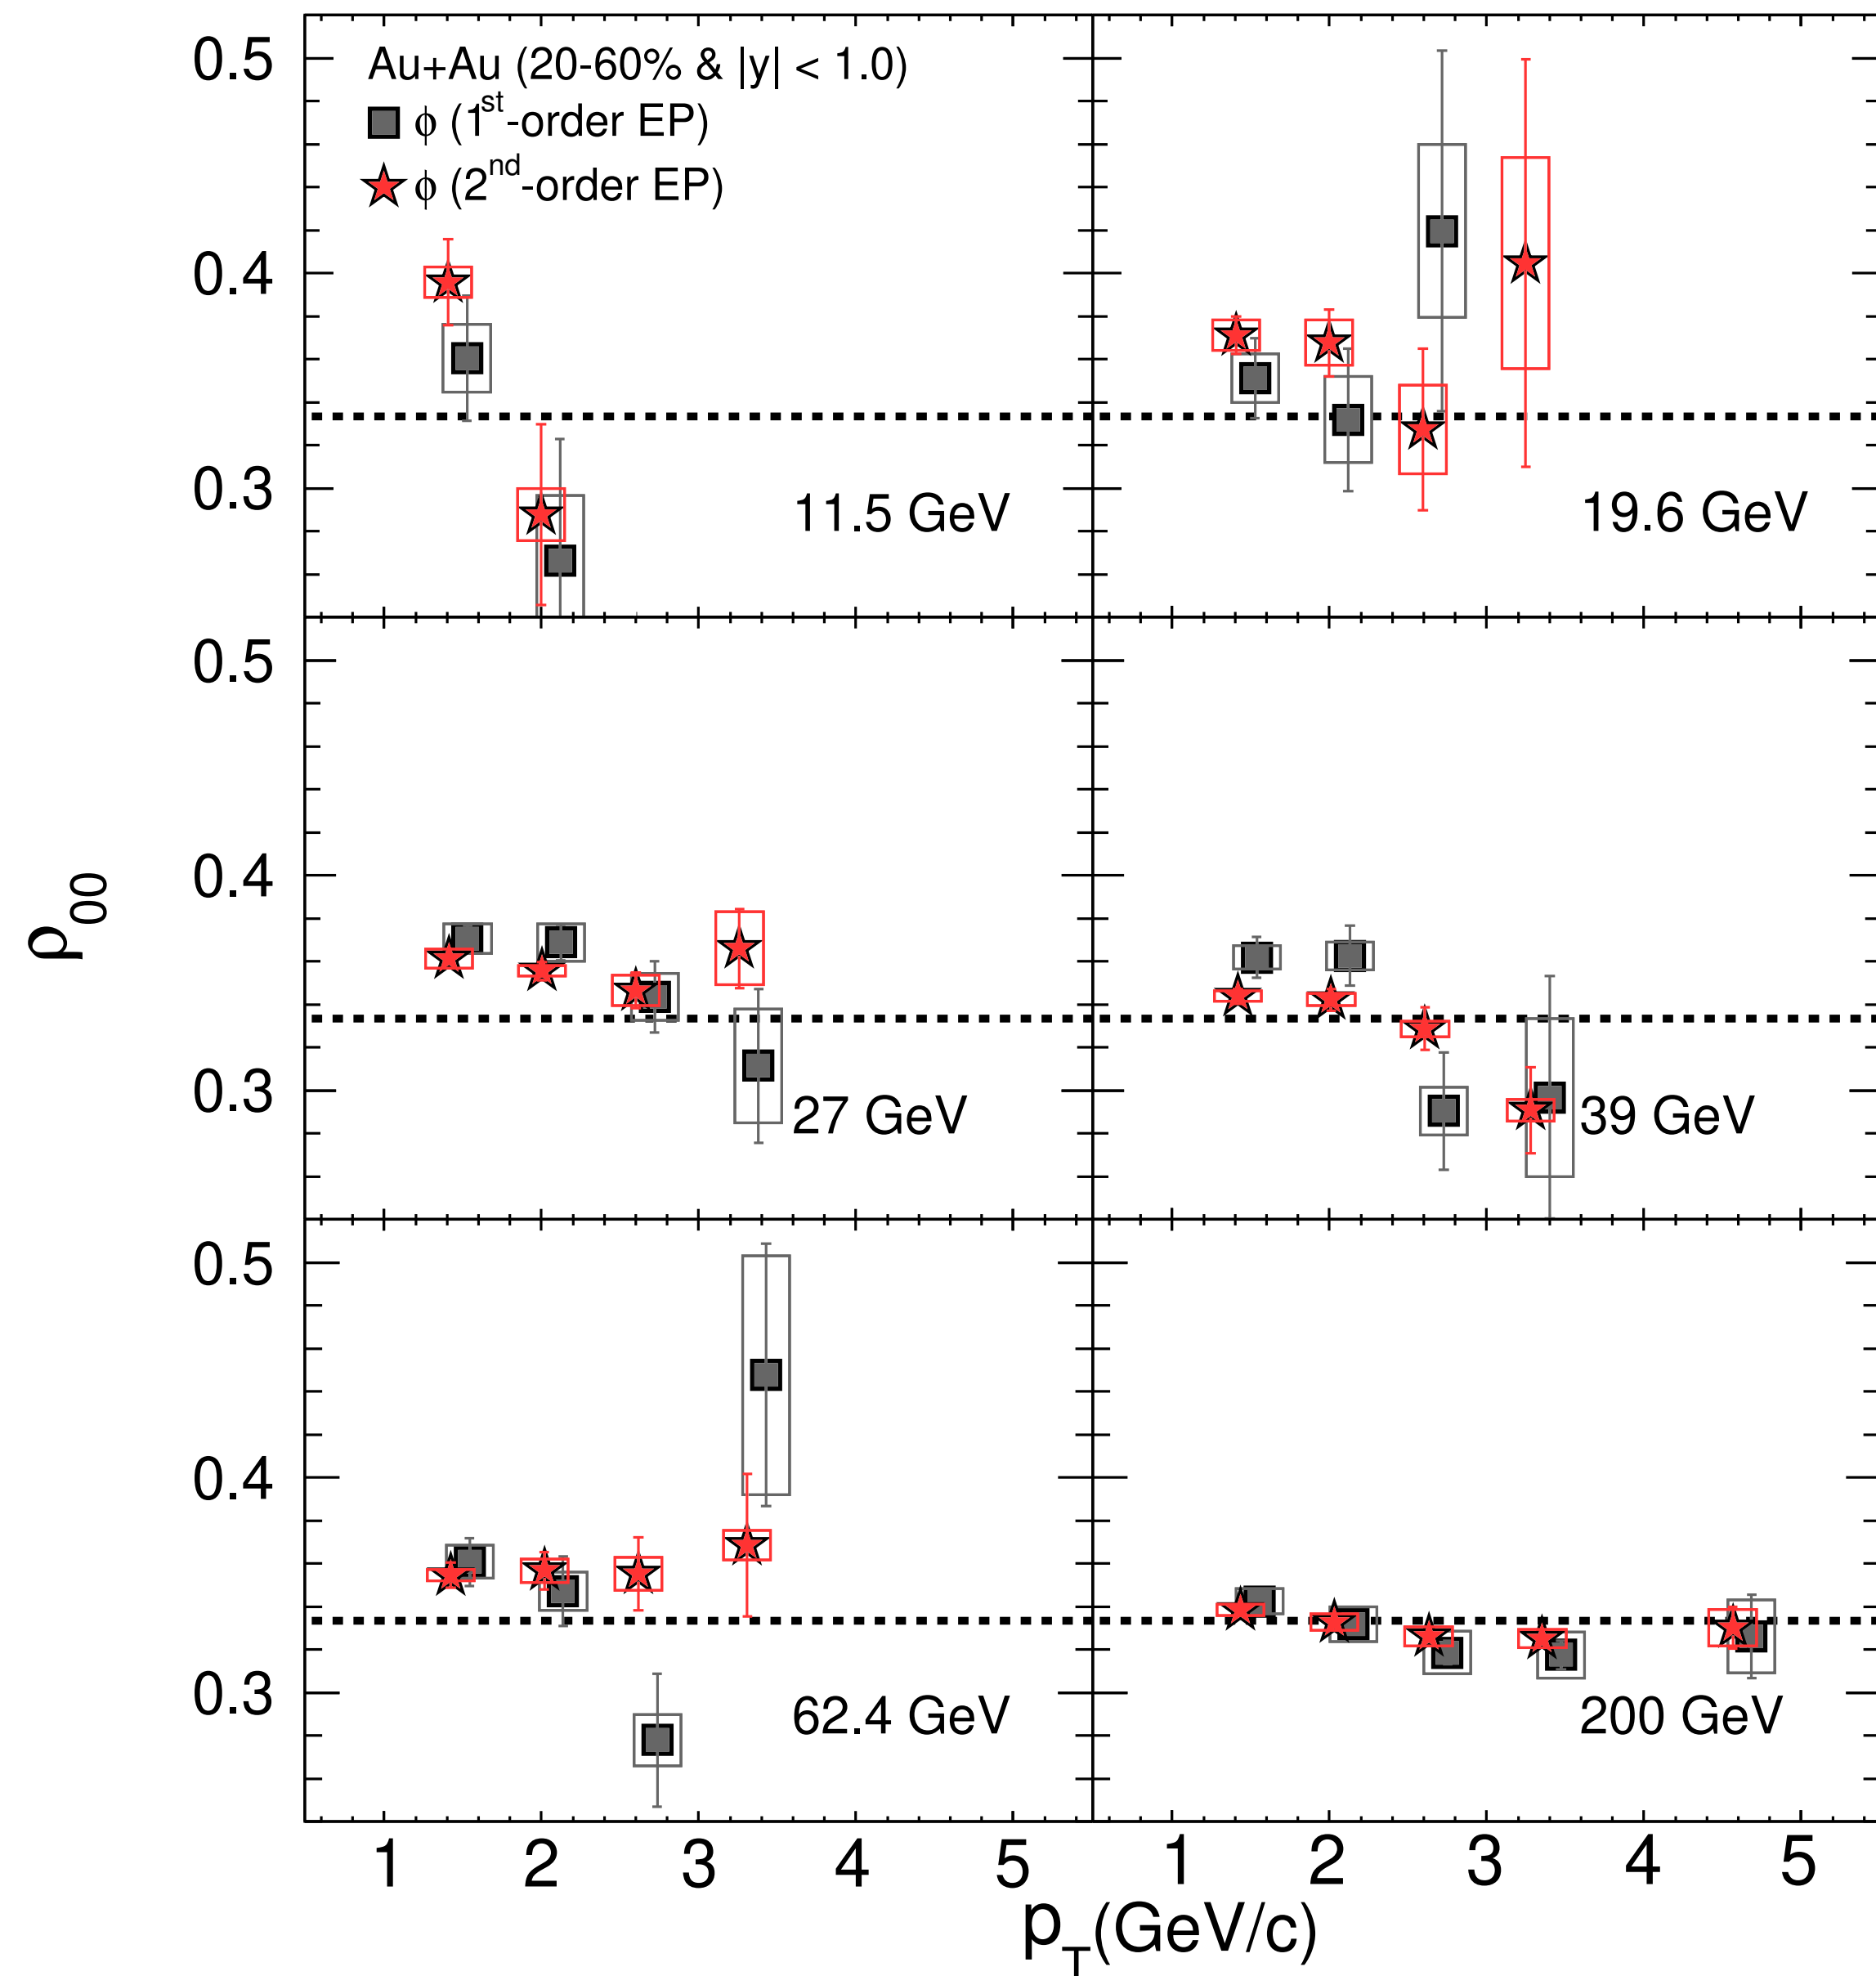 0.5
Au+Au (20-60% & |y| < 1.0)
ϕ (1st-order EP)
ϕ (2nd-order EP)
0.4
0.3
11.5 GeV
19.6 GeV
0.5
0.4
ρ00
0.3
27 GeV
39 GeV
0.5
0.4
0.3
62.4 GeV
200 GeV
1 2 3 4 5 1 2 3 4 5
pT(GeV/c)